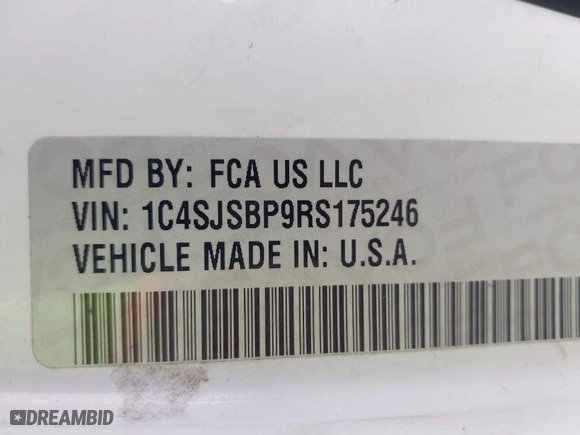 MFD BY: FCA US LLC
VIN: 1C4SJSBP9RS175246
VEHICLE MADE IN: U.S.A.
DREAMBID